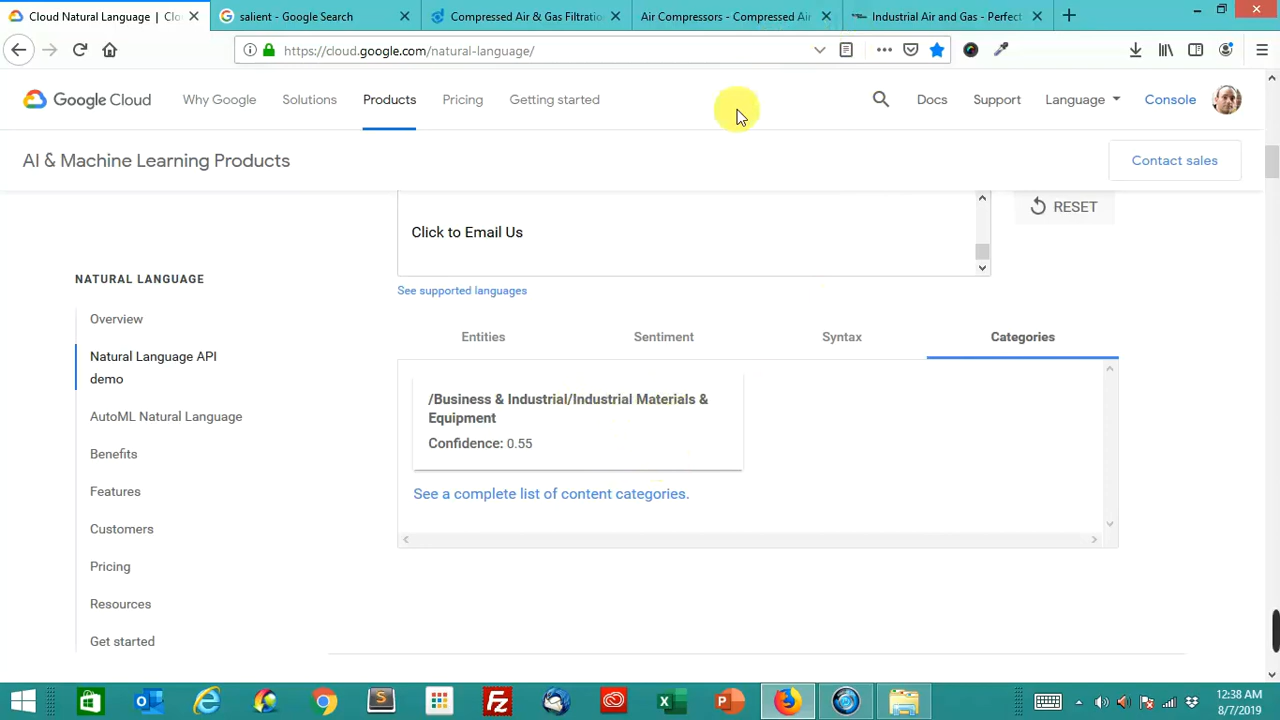 Cloud Natural Language | Clo
salient - Google Search
Compressed Air & Gas Filtratio
Air Compressors - Compressed Air
Industrial Air and Gas - Perfect
https://cloud.google.com/natural-language/
Google Cloud
Why Google
Solutions
Products
Pricing
Getting started
Docs
Support
Language
Console
AI & Machine Learning Products
Contact sales
RESET
Click to Email Us
See supported languages
NATURAL LANGUAGE
Overview
Natural Language API
demo
AutoML Natural Language
Benefits
Features
Customers
Pricing
Resources
Get started
Entities
Sentiment
Syntax
Categories
/Business & Industrial/Industrial Materials &
Equipment
Confidence: 0.55
See a complete list of content categories.
12:38 AM
8/7/2019